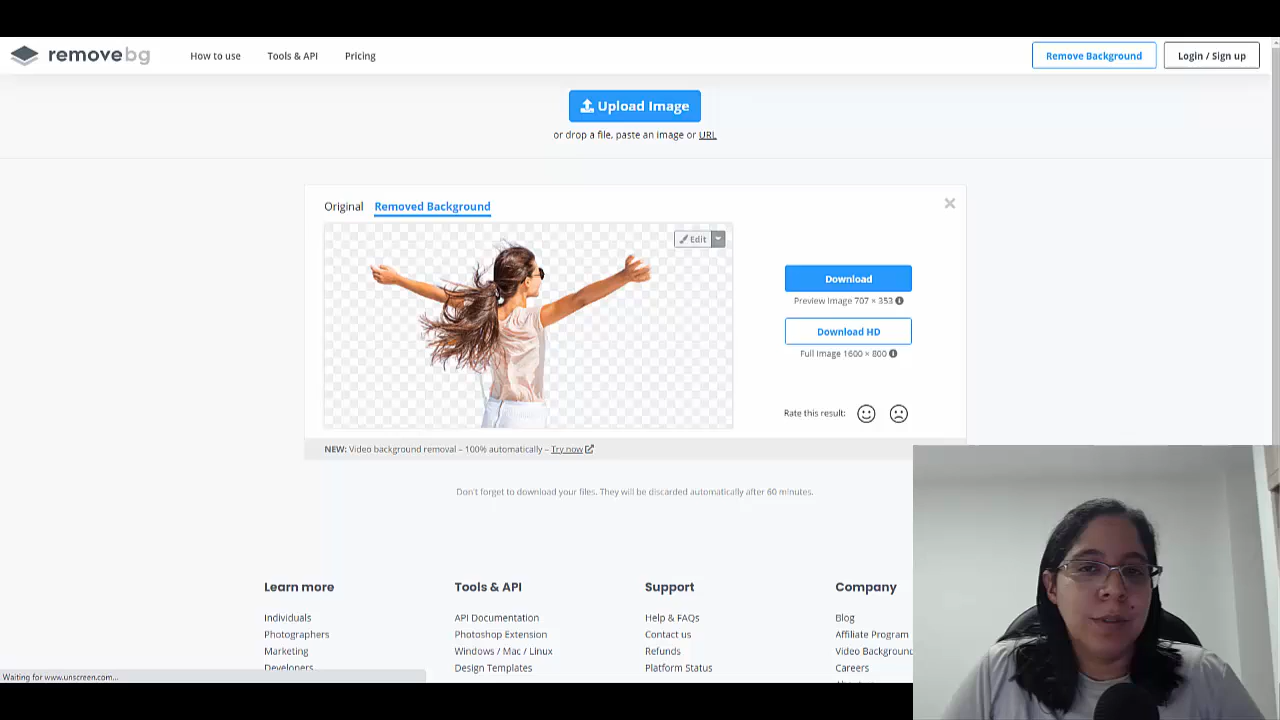 removebg
How to use
Tools & API
Pricing
Remove Background
Login / Sign up
Upload Image
or drop a file, paste an image or URL
Original
Removed Background
Edit
Download
Preview Image 707 × 353
Download HD
Full Image 1600 × 800
Rate this result:
NEW: Video background removal – 100% automatically – Try now
Don't forget to download your files. They will be discarded automatically after 60 minutes.
Learn more
Individuals
Photographers
Marketing
Developers
Tools & API
API Documentation
Photoshop Extension
Windows / Mac / Linux
Design Templates
Support
Help & FAQs
Contact us
Refunds
Platform Status
Company
Blog
Affiliate Program
Video Background
Careers
Waiting for www.unscreen.com...